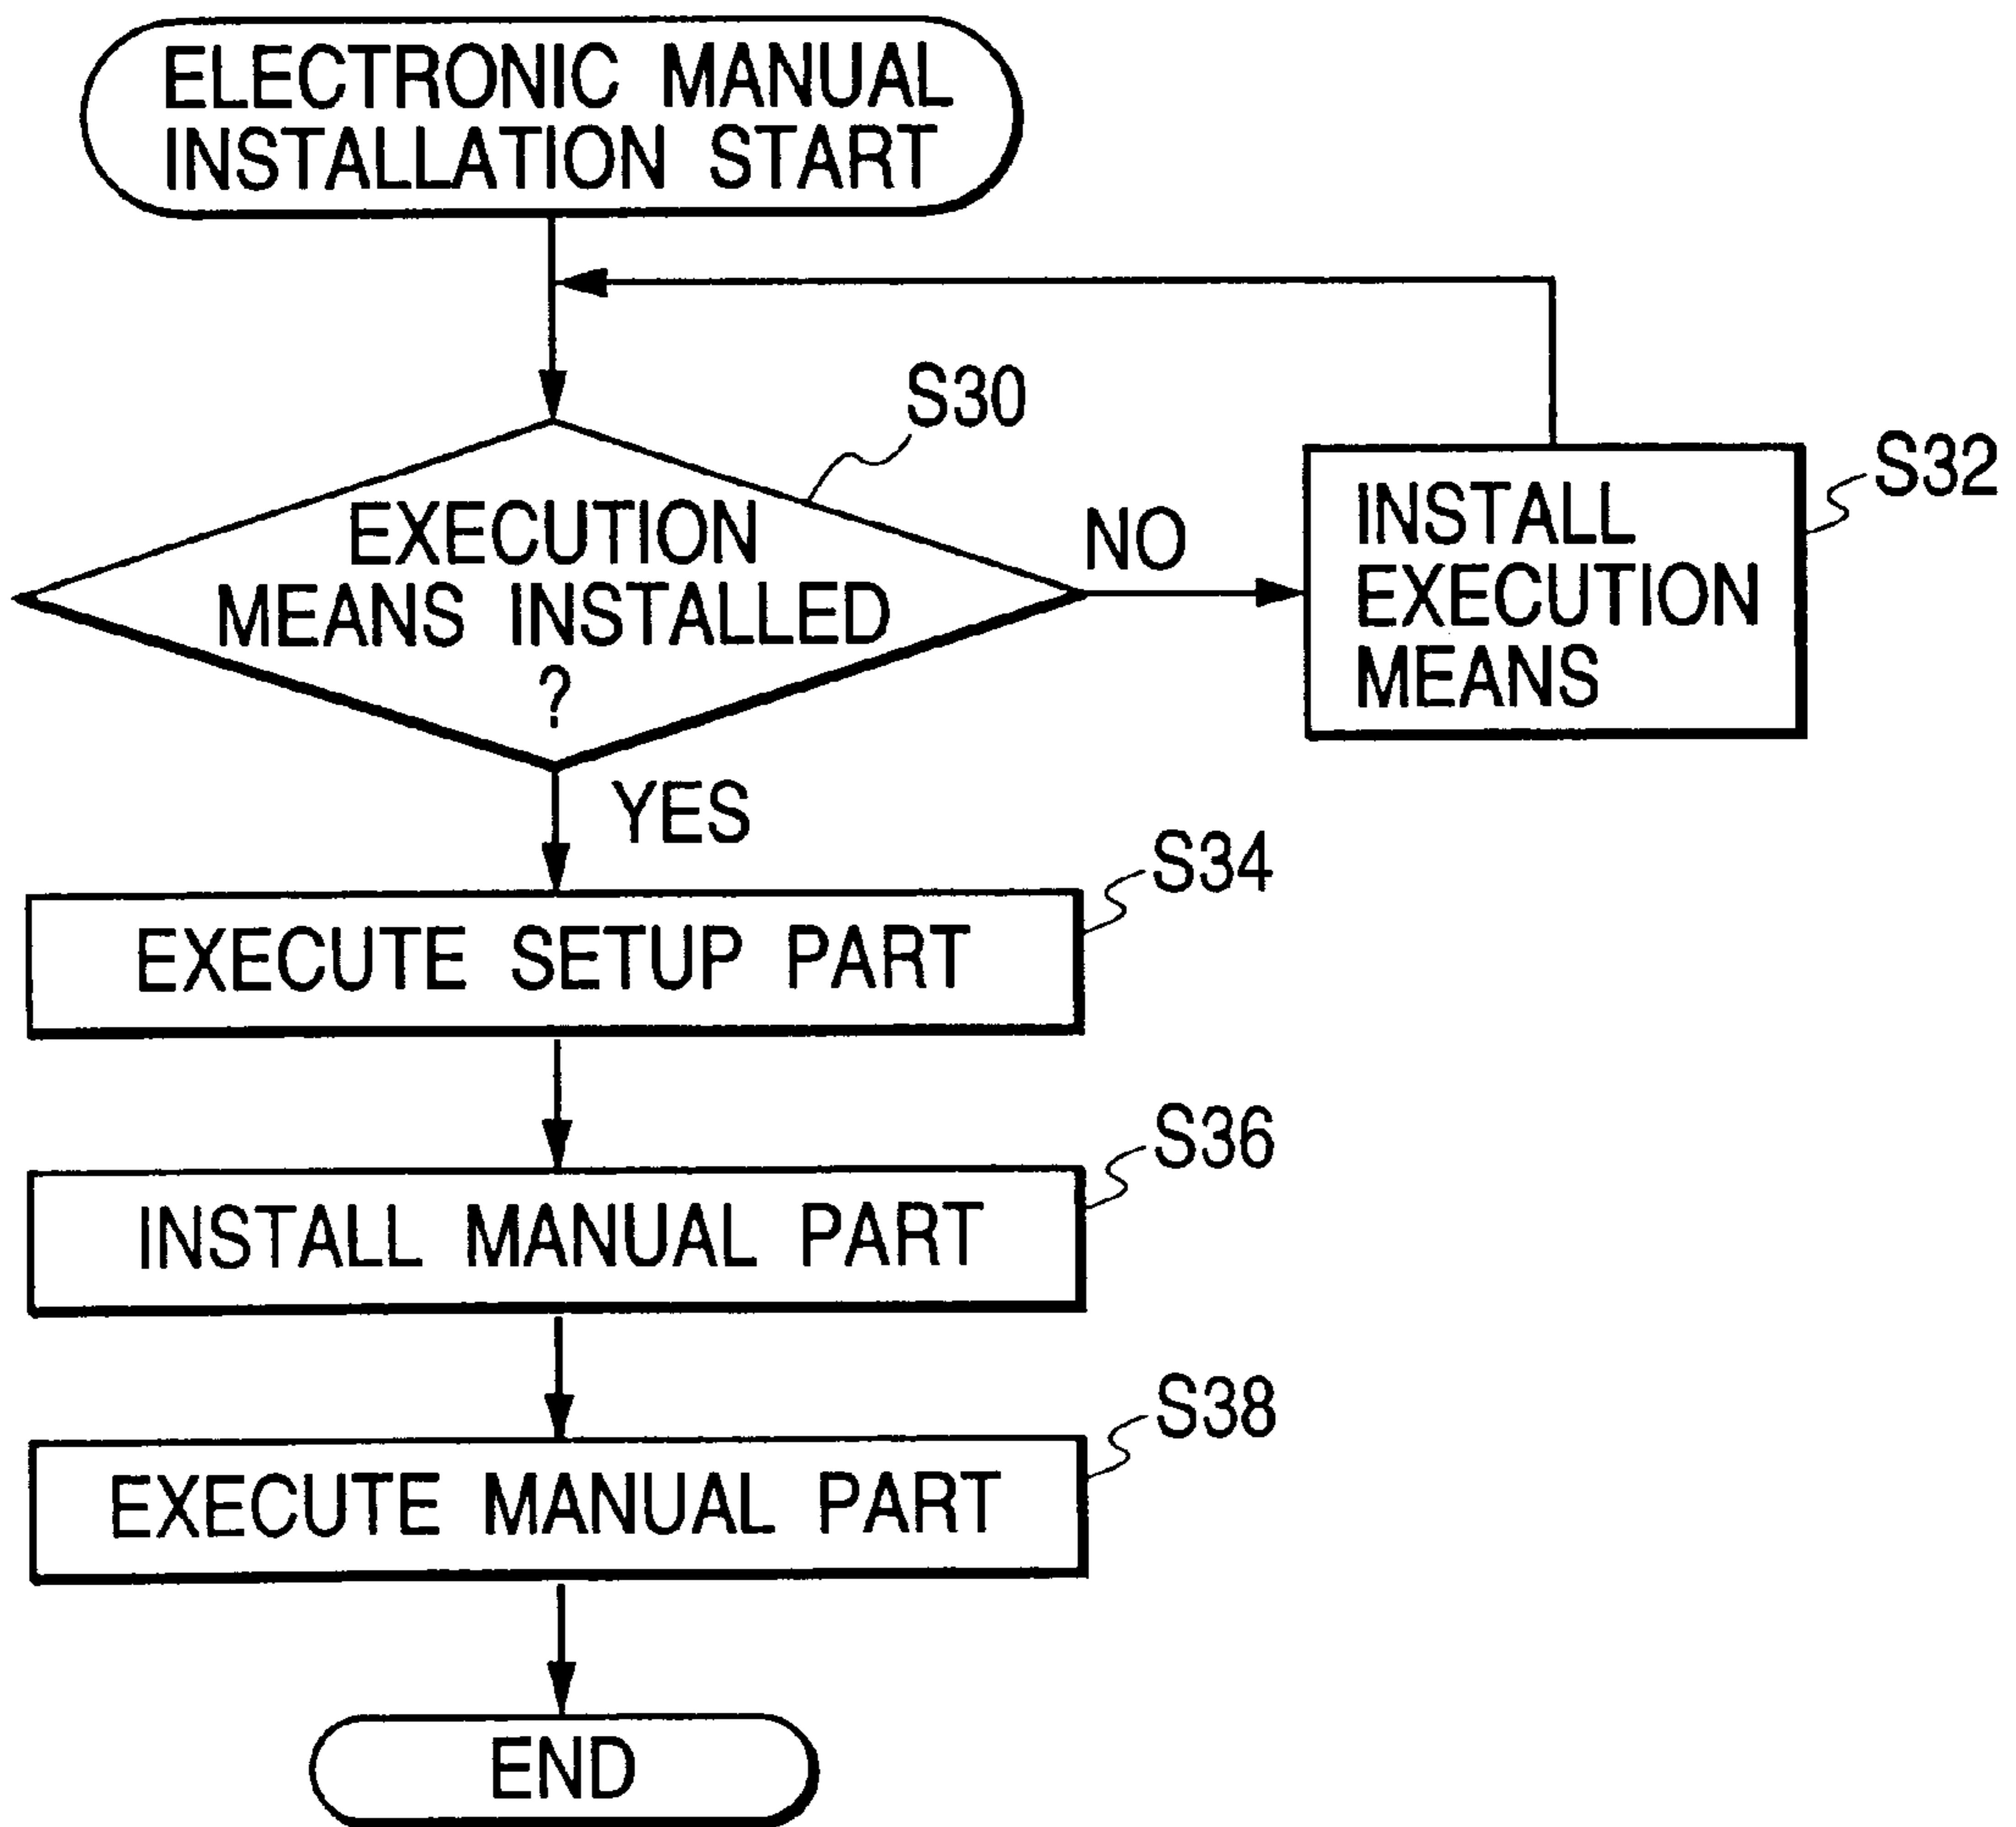 ELECTRONIC MANUAL
INSTALLATION START
S30
EXECUTION
MEANS INSTALLED
?
NO
S32
INSTALL
EXECUTION
MEANS
YES
S34
EXECUTE SETUP PART
S36
INSTALL MANUAL PART
S38
EXECUTE MANUAL PART
END